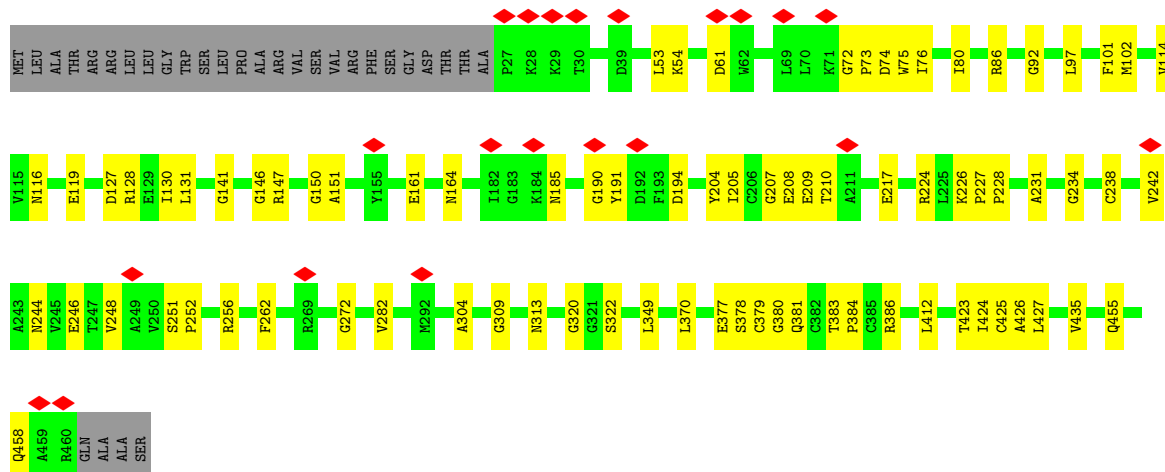 MET LEU ALA THR ARG ARG LEU LEU GLY TRP SER LEU PRO ALA ARG VAL SER VAL ARG PHE SER GLY ASP THR THR ALA P27 K28 K29 T30 D39 L53 K54 D61 W62 L69 L70 K71 G72 P73 D74 W75 I76 I80 R86 G92 L97 F101 M102 V114
V115 N116 E119 D127 R128 E129 I130 L131 G141 G146 R147 G150 A151 Y155 E161 N164 I182 G183 K184 N185 G190 Y191 D192 F193 D194 Y204 I205 C206 G207 E208 E209 T210 A211 E217 R224 L225 K226 P227 P228 A231 G234 C238 V242
A243 N244 V245 E246 T247 V248 A249 V250 S251 P252 R256 F262 R269 G272 V282 M292 A304 G309 N313 G320 G321 S322 L349 L370 E377 S378 C379 G380 Q381 C382 T383 P384 C385 R386 L412 T423 I424 C425 A426 L427 V435 Q455
Q458 A459 R460 GLN ALA ALA SER